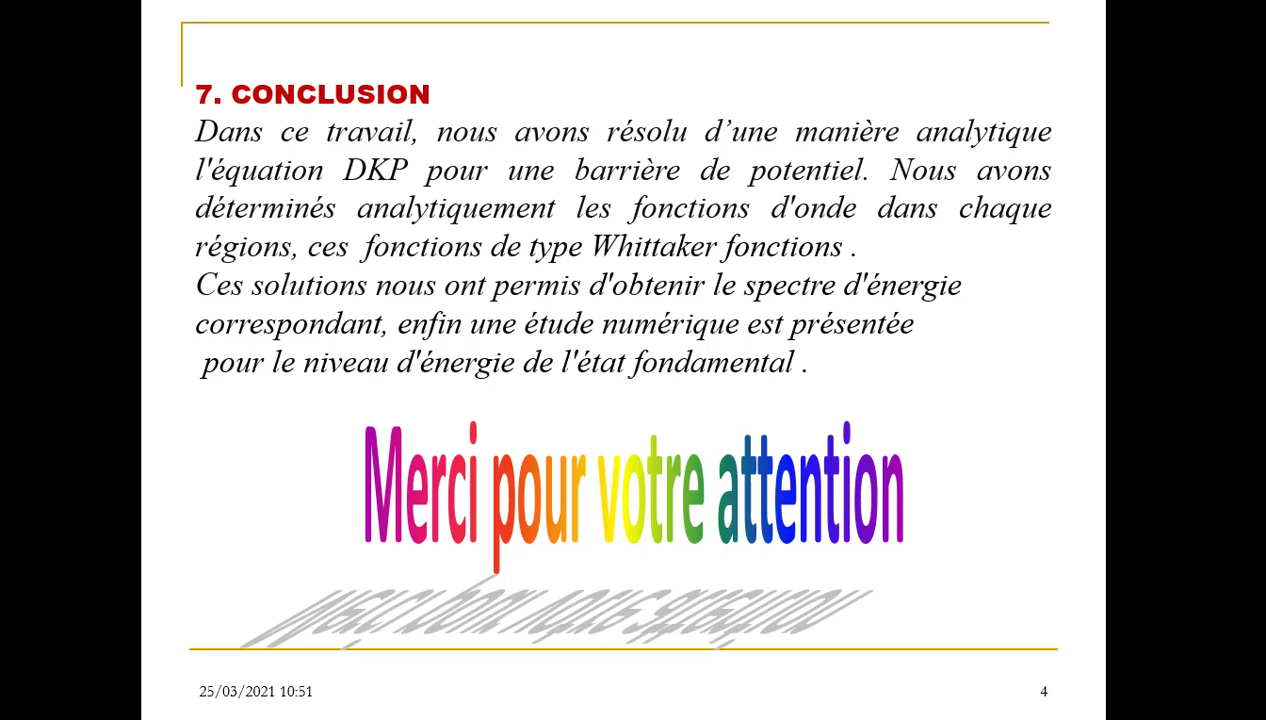 7. CONCLUSION
Dans ce travail, nous avons résolu d’une manière analytique
l'équation DKP pour une barrière de potentiel. Nous avons
déterminés analytiquement les fonctions d'onde dans chaque
régions, ces fonctions de type Whittaker fonctions .
Ces solutions nous ont permis d'obtenir le spectre d'énergie
correspondant, enfin une étude numérique est présentée
pour le niveau d'énergie de l'état fondamental .
Merci pour votre attention
25/03/2021 10:51
4